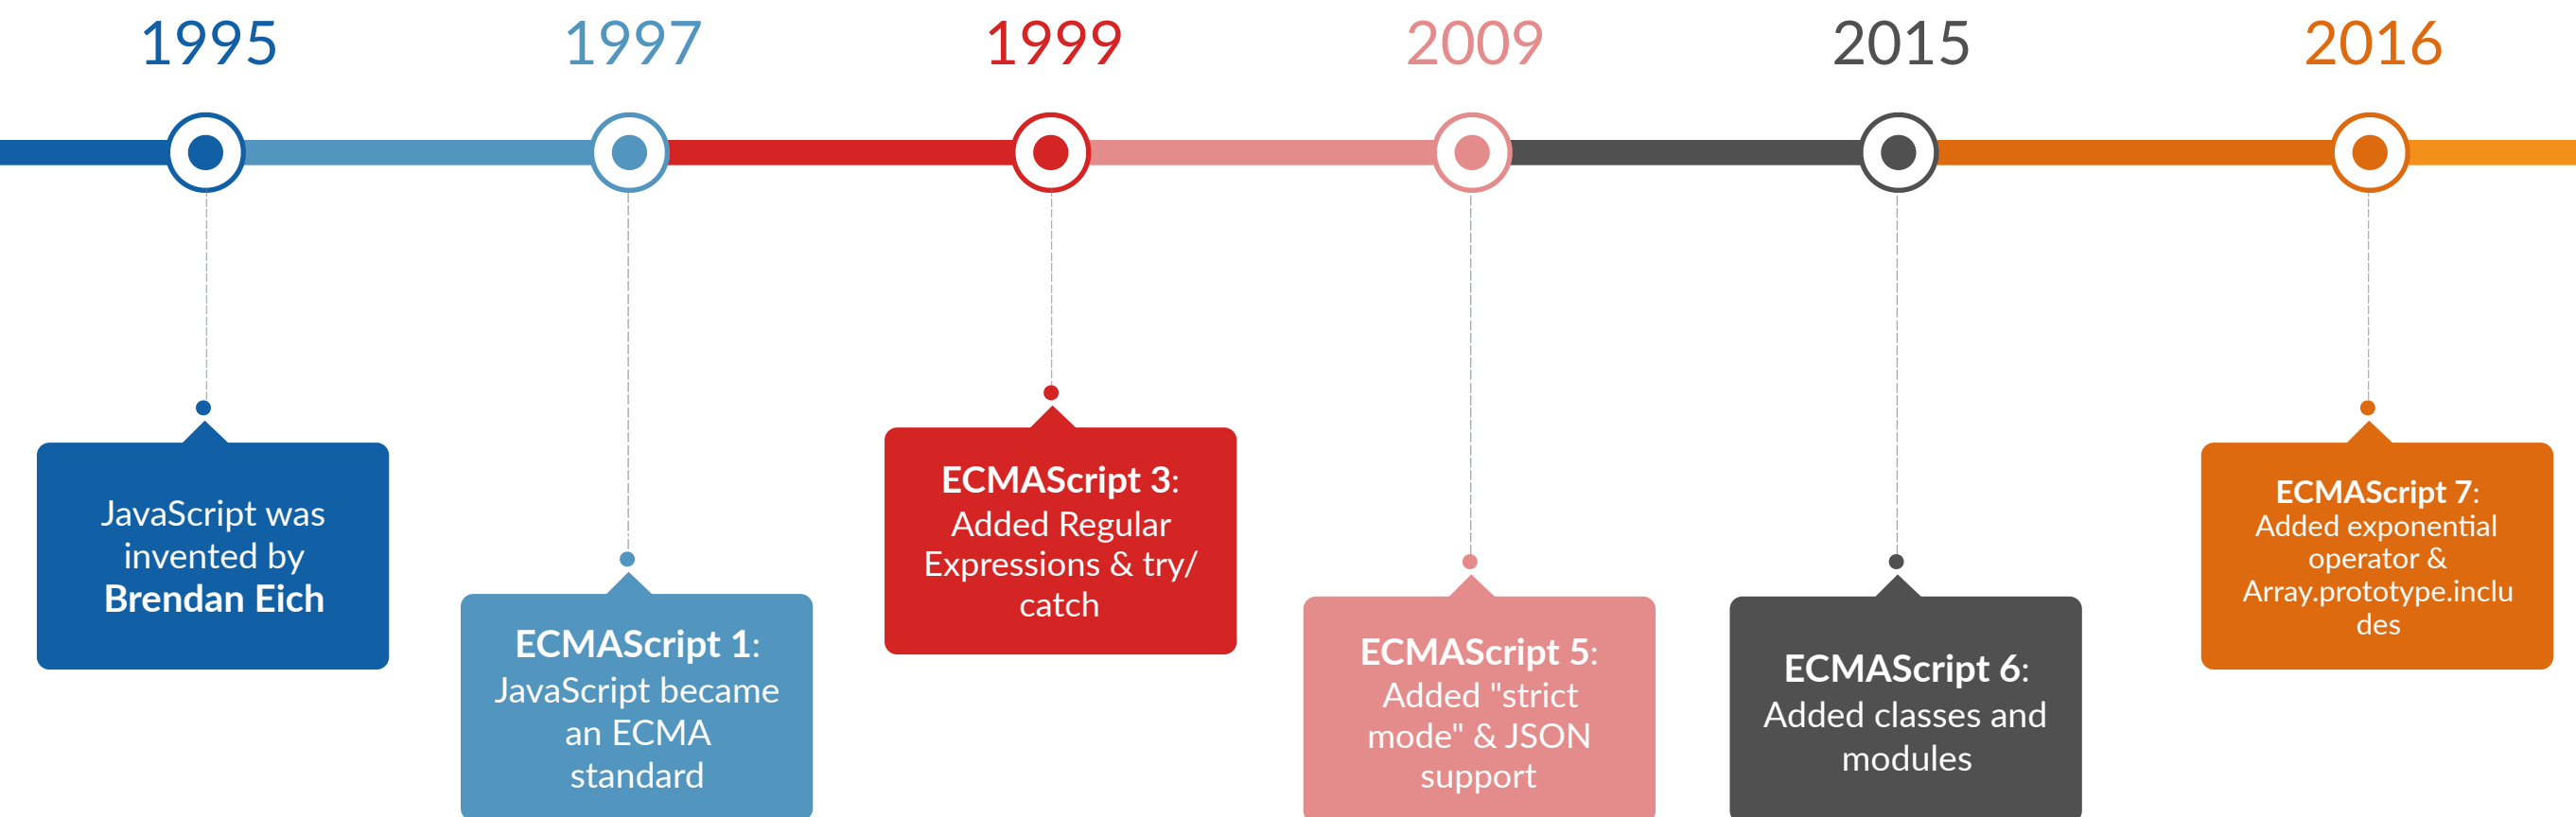 1995
1997
1999
2009
2015
2016
JavaScript was
invented by
Brendan Eich
ECMAScript 1:
JavaScript became
an ECMA
standard
ECMAScript 3:
Added Regular
Expressions & try/
catch
ECMAScript 5:
Added "strict
mode" & JSON
support
ECMAScript 6:
Added classes and
modules
ECMAScript 7:
Added exponential
operator &
Array.prototype.inclu
des